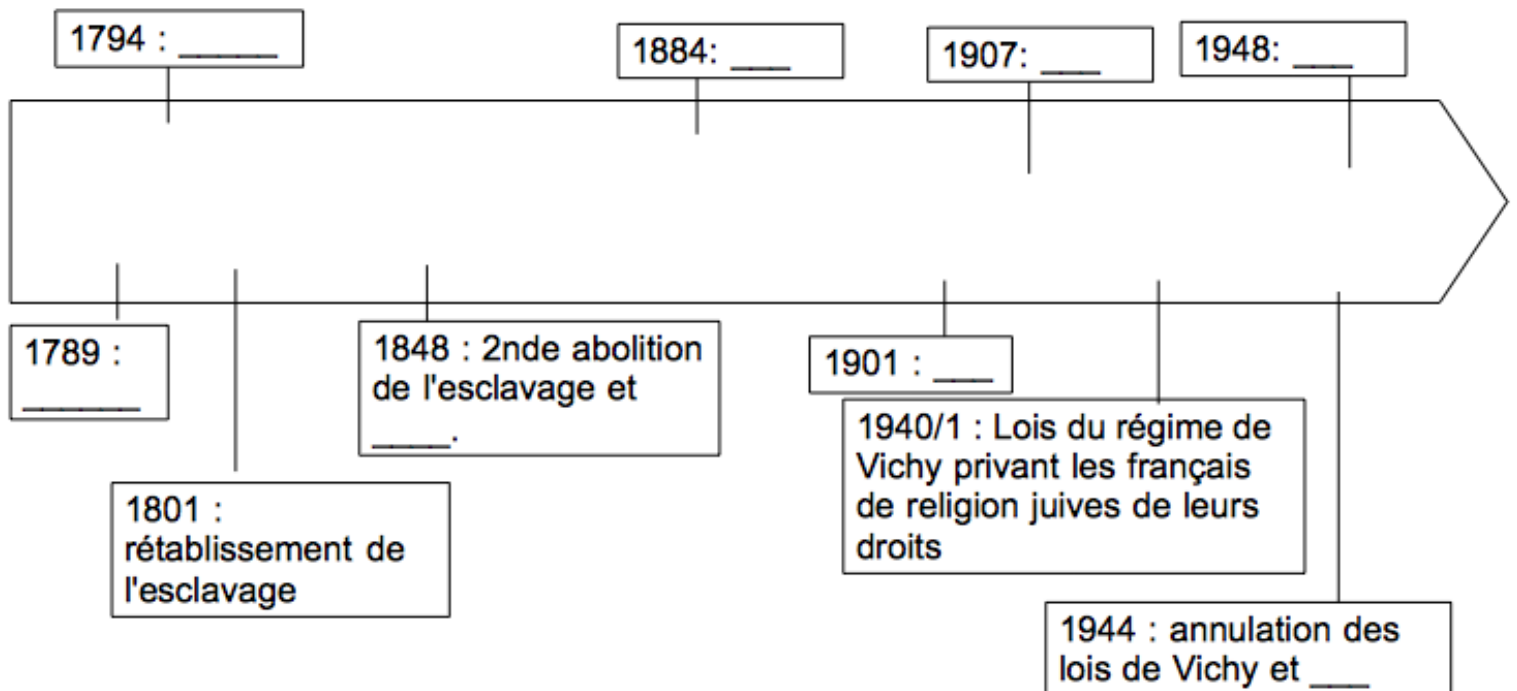 1794 : _____
1884: ___
1907: ___
1948: ___
1789 :
______
1848 : 2nde abolition
de l'esclavage et
____.
1901 : ___
1940/1 : Lois du régime de
Vichy privant les français
de religion juives de leurs
droits
1801 :
rétablissement de
l'esclavage
1944 : annulation des
lois de Vichy et ___